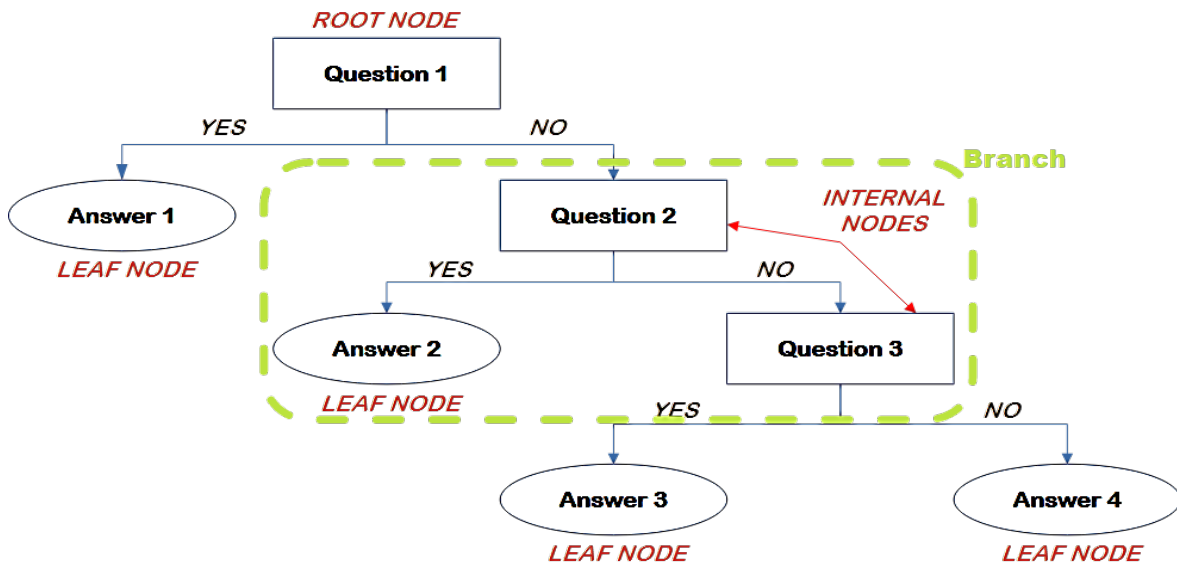 ROOT NODE
Question 1
YES
NO
Branch
Answer 1
Question 2
INTERNAL
NODES
LEAF NODE
YES
NO
Answer 2
Question 3
LEAF NODE
YES
NO
Answer 3
Answer 4
LEAF NODE
LEAF NODE